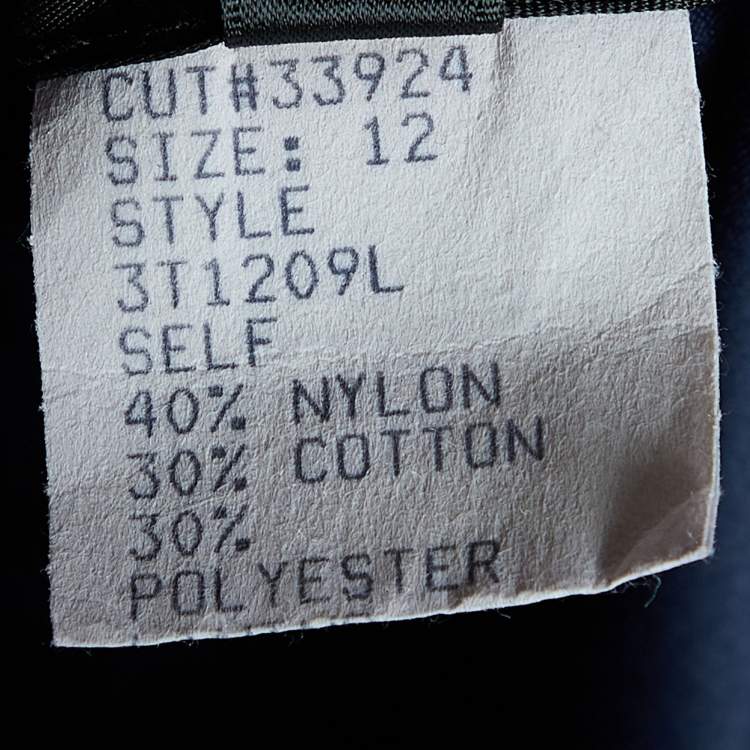 CUT#33924
SIZE: 12
STYLE
3T1209L
SELF
40% NYLON
30% COTTON
30%
POLYESTER